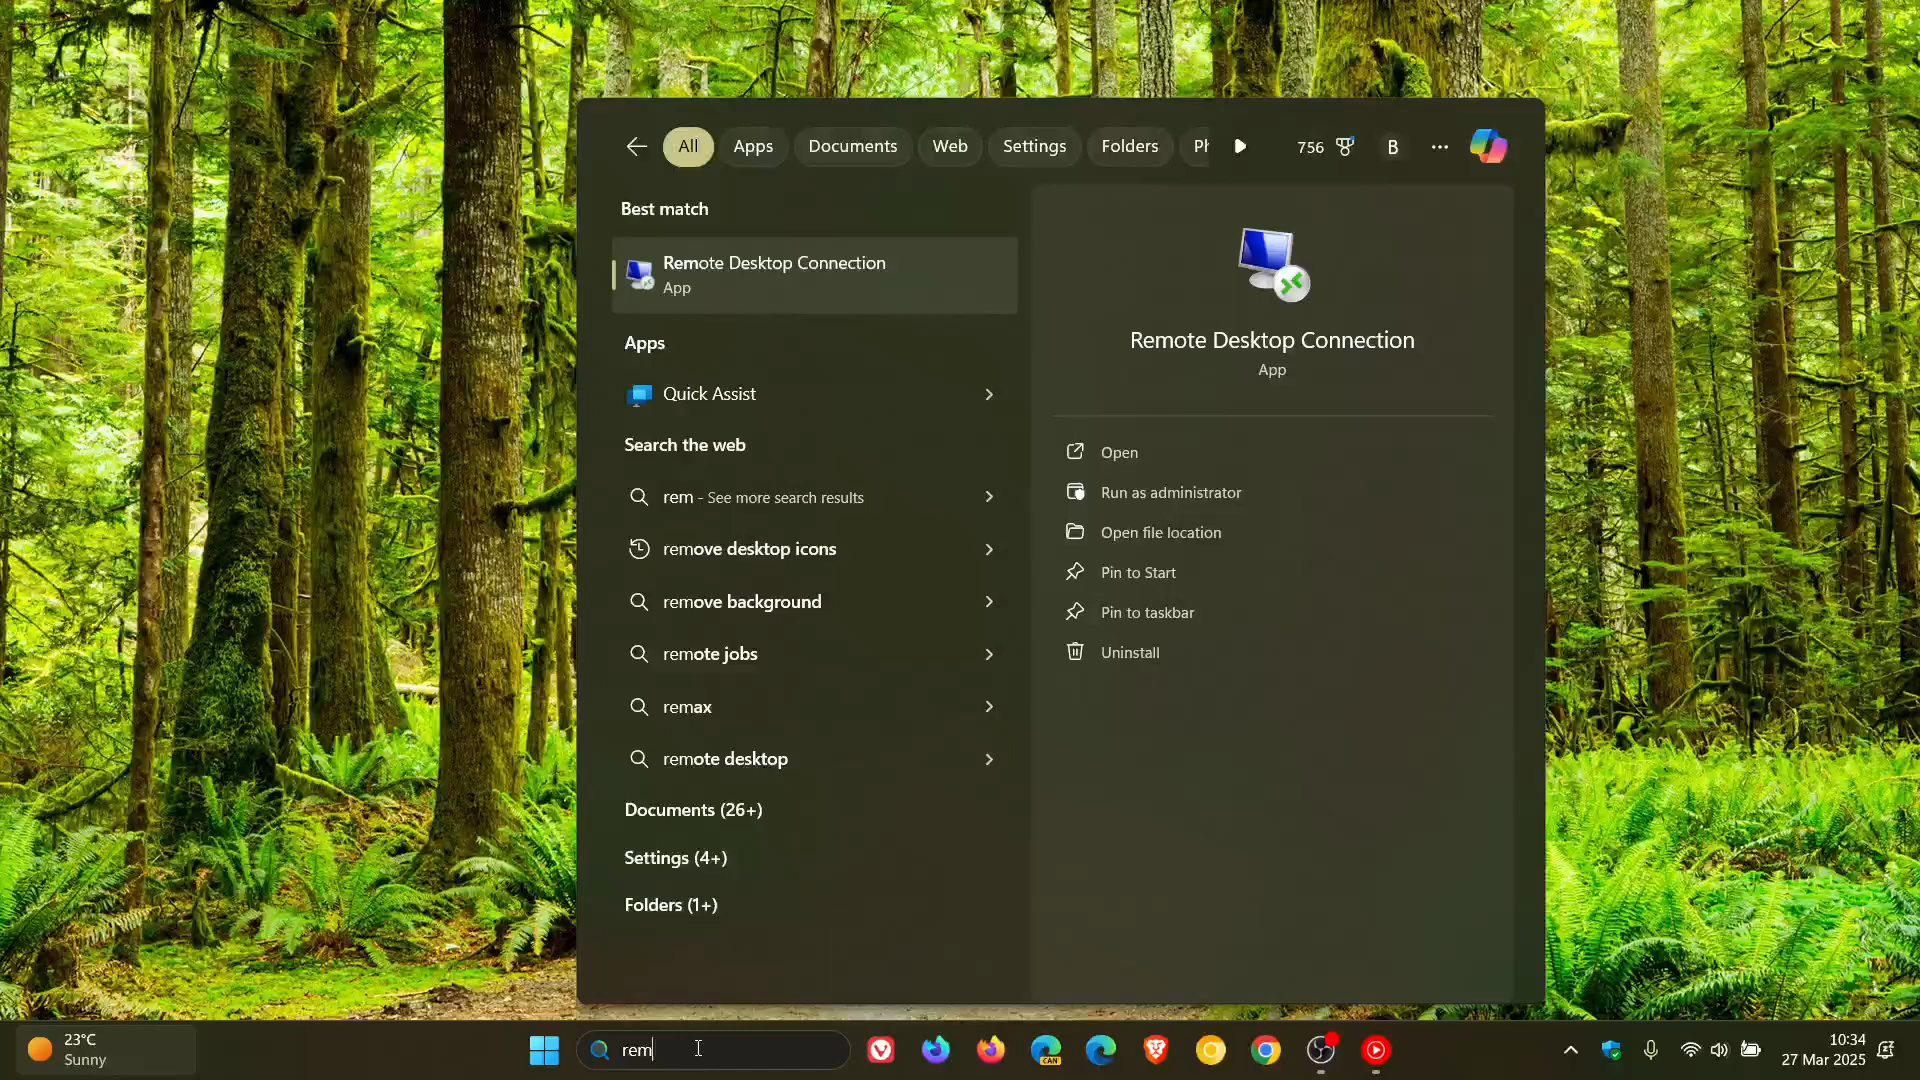 All
Apps
Documents
Web
Settings
Folders
Ph
756
B
Best match
Remote Desktop Connection
App
Apps
Quick Assist
Search the web
rem - See more search results
remove desktop icons
remove background
remote jobs
remax
remote desktop
Documents (26+)
Settings (4+)
Folders (1+)
Remote Desktop Connection
App
Open
Run as administrator
Open file location
Pin to Start
Pin to taskbar
Uninstall
23°C
Sunny
rem
CAN
10:34
27 Mar 2025